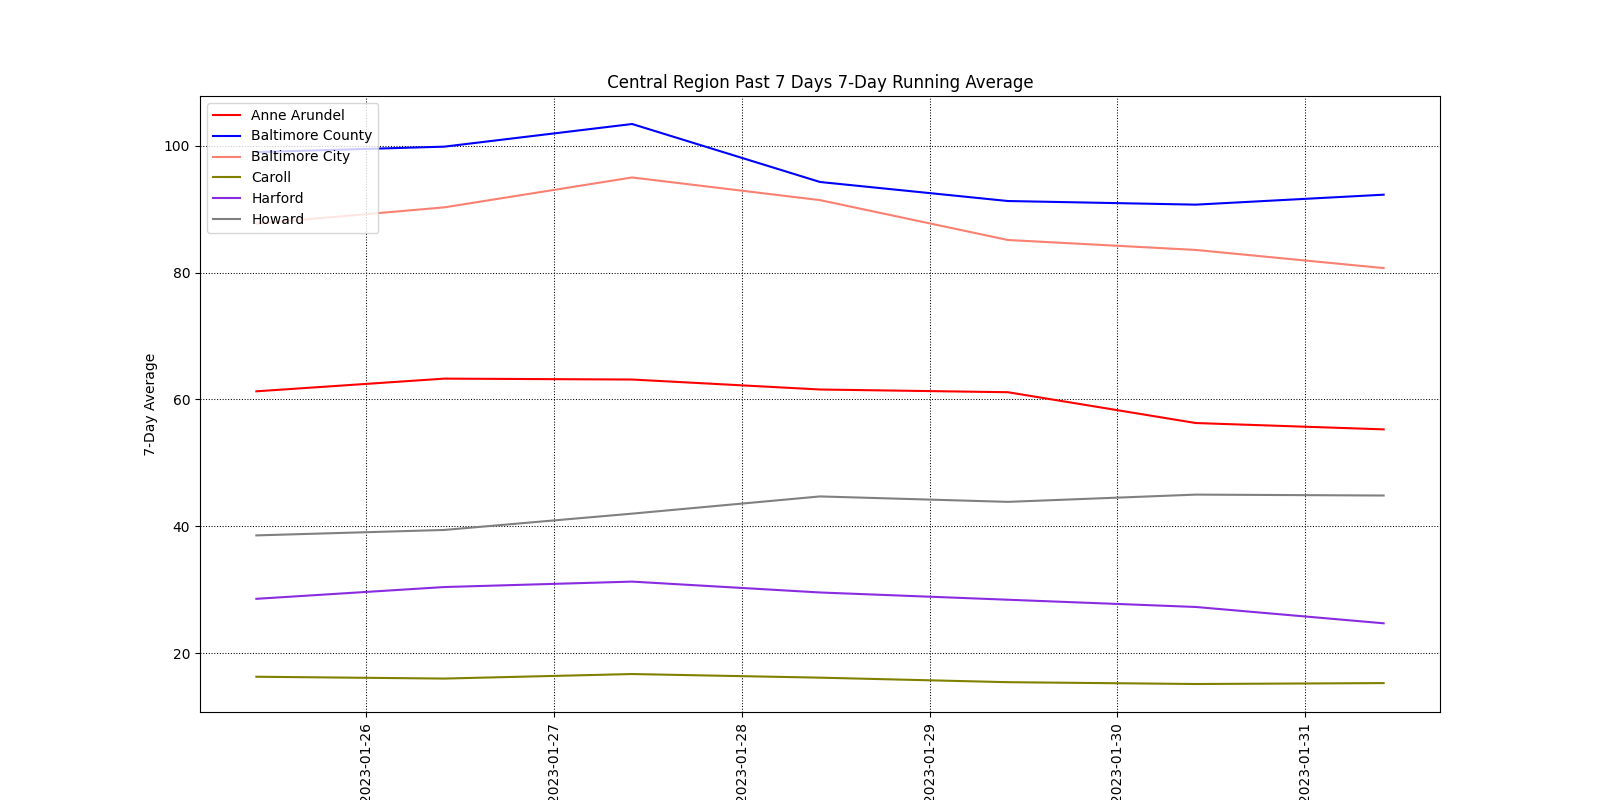 Central Region Past 7 Days 7-Day Running Average
Anne Arundel
Baltimore County
Baltimore City
Caroll
Harford
Howard
100
80
60
40
20
7-Day Average
2023-01-26
2023-01-27
2023-01-28
2023-01-29
2023-01-30
2023-01-31